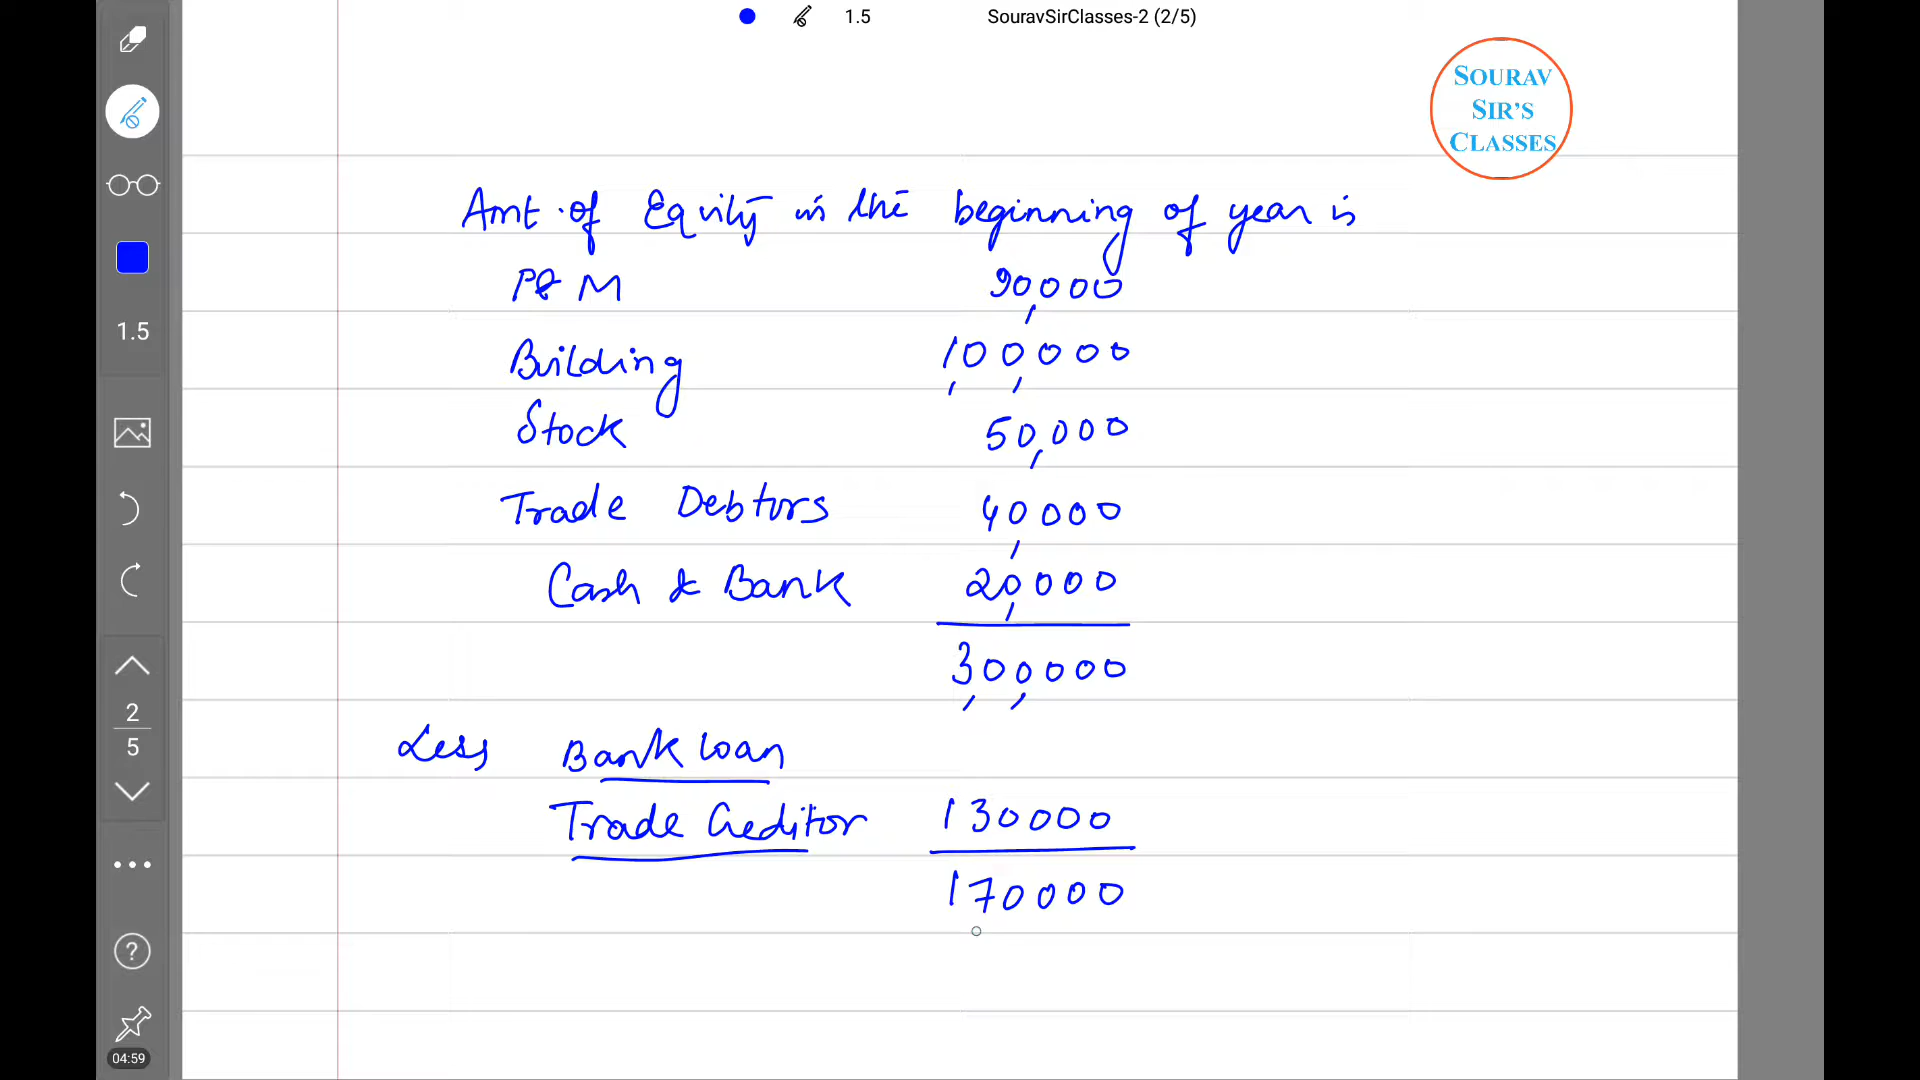 1.5 SouravSirClasses-2 (2/5)
SOURAV
SIR'S
CLASSES
Amt. of Equity in the beginning of year is
P & M 90,000
1.5
Building 1,00,000
Stock 50,000
Trade Debtors 40,000
Cash & Bank 20,000
3,00,000
2
5
Less Bank loan
Trade Creditor 130000
170000
?
04:59